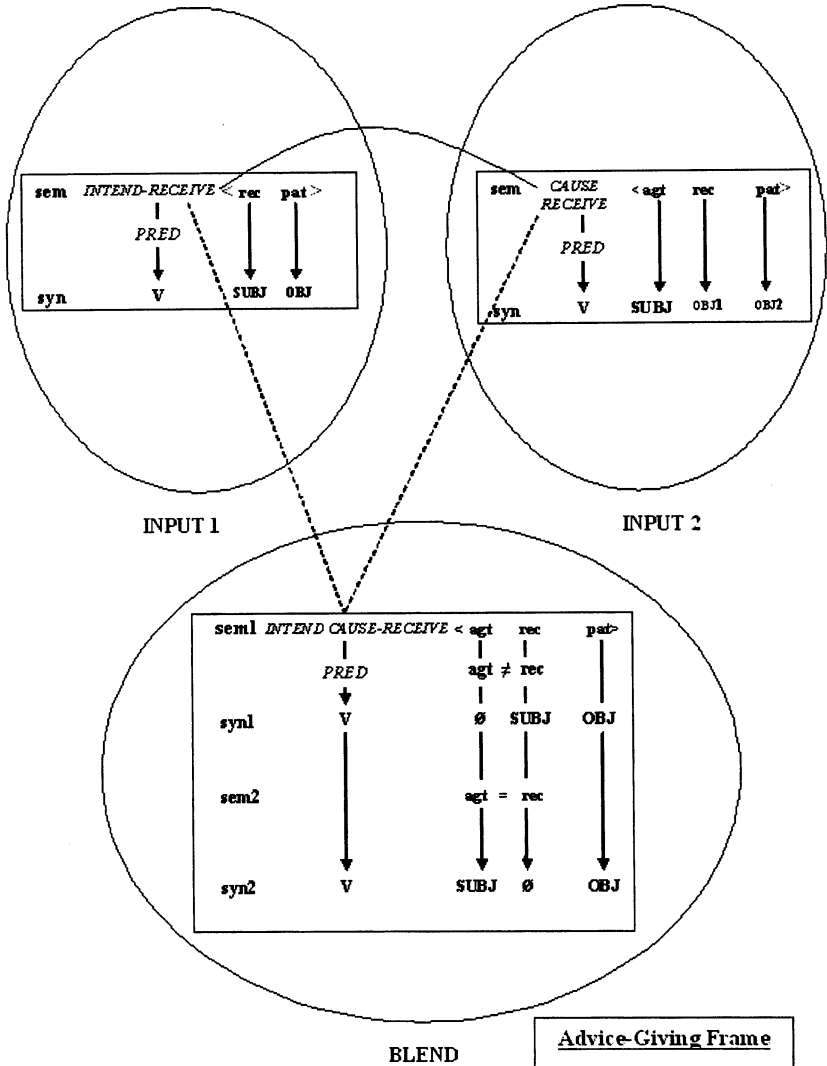 sem INTEND-RECEIVE < rec pat >
PRED
syn V SUBJ OBJ
INPUT 1
sem CAUSE RECEIVE < agt rec pat >
PRED
syn V SUBJ OBJ1 OBJ2
INPUT 2
sem1 INTEND CAUSE-RECEIVE < agt rec pat>
PRED agt ≠ rec
syn1 V Ø SUBJ OBJ
sem2 agt = rec
syn2 V SUBJ Ø OBJ
BLEND
Advice-Giving Frame